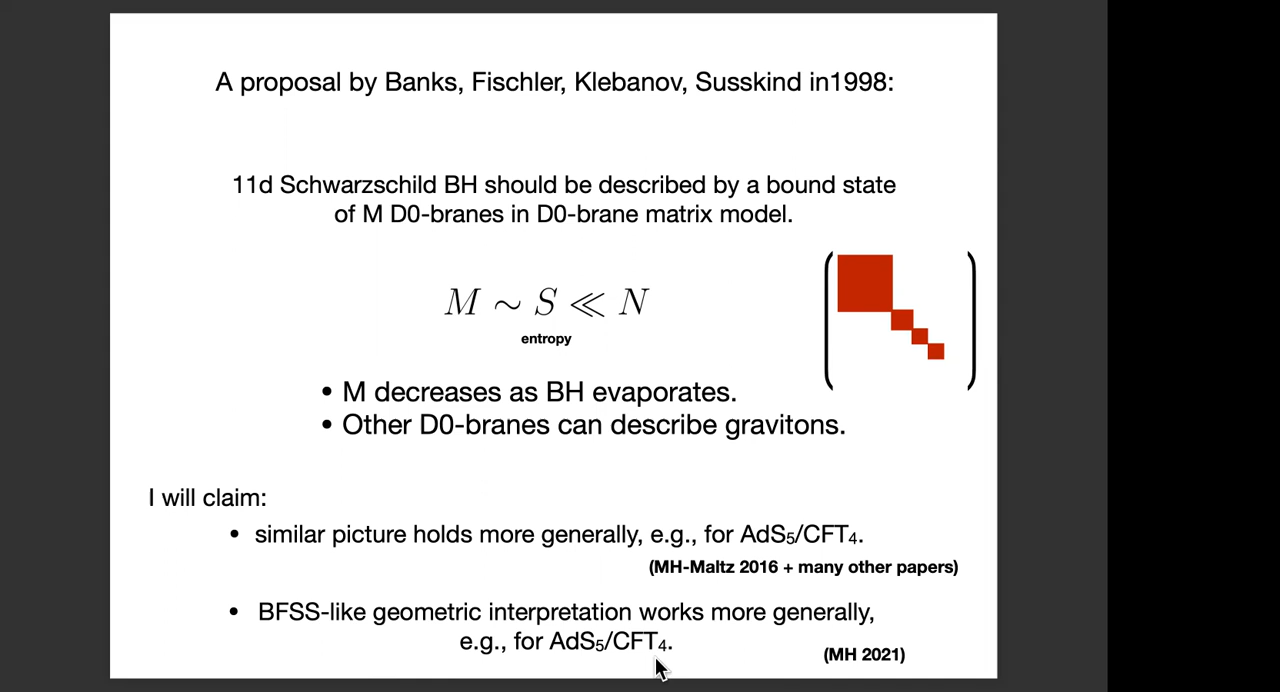 A proposal by Banks, Fischler, Klebanov, Susskind in1998:
11d Schwarzschild BH should be described by a bound state
of M D0-branes in D0-brane matrix model.
M ∼ S ≪ N
entropy
• M decreases as BH evaporates.
• Other D0-branes can describe gravitons.
I will claim:
• similar picture holds more generally, e.g., for AdS₅/CFT₄.
(MH-Maltz 2016 + many other papers)
• BFSS-like geometric interpretation works more generally,
e.g., for AdS₅/CFT₄.
(MH 2021)